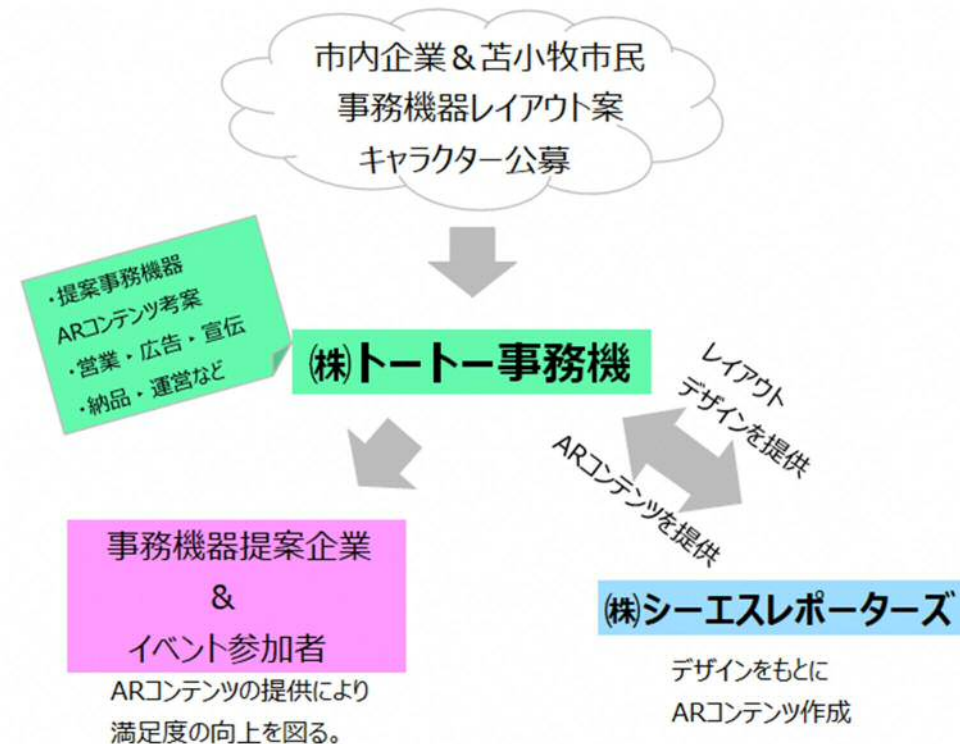 市内企業&苫小牧市民
事務機器レイアウト案
キャラクター公募
・提案事務機器
ARコンテンツ考案
・営業・広告・宣伝
・納品・運営など
㈱トートー事務機
レイアウト
デザインを提供
ARコンテンツを提供
事務機器提案企業
&
イベント参加者
ARコンテンツの提供により
満足度の向上を図る。
㈱シーエスレポーターズ
デザインをもとに
ARコンテンツ作成